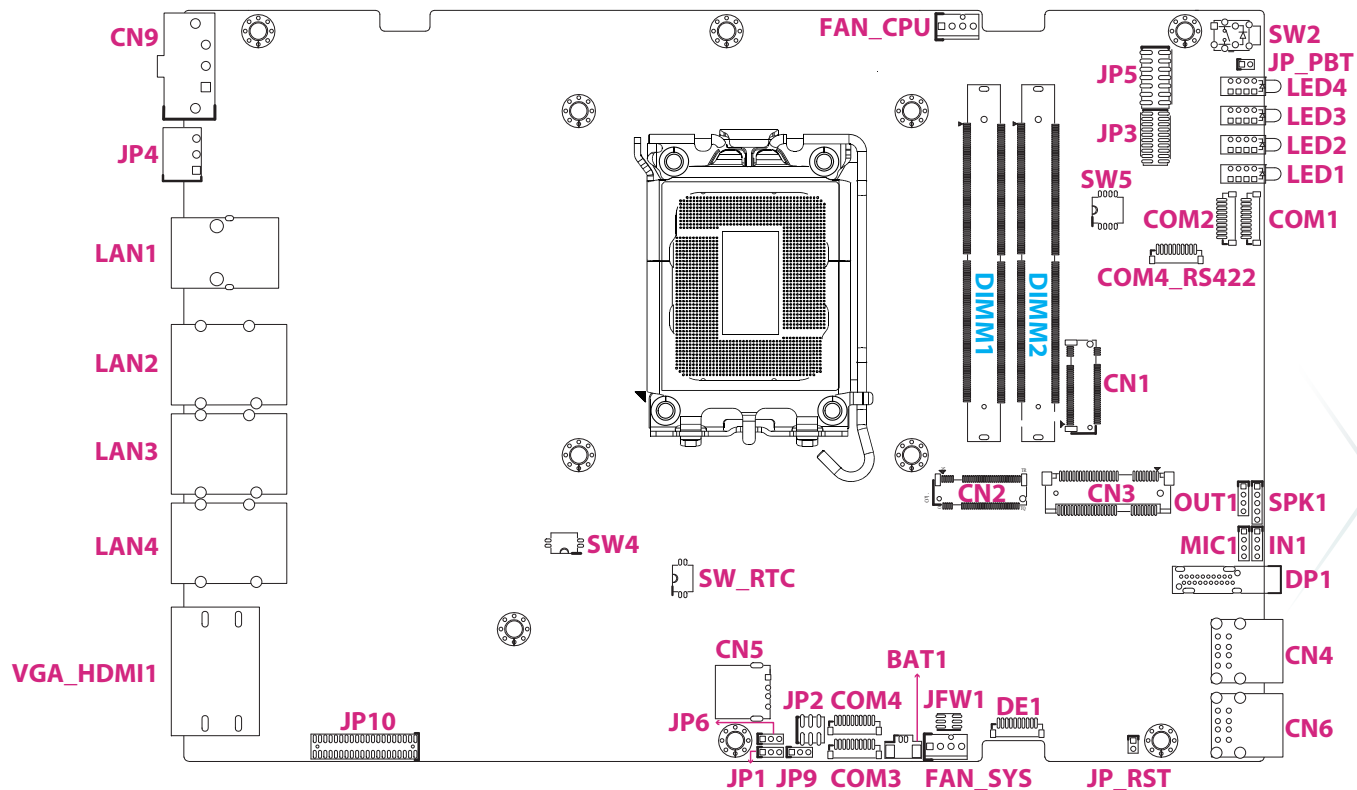 CN9
FAN_CPU
SW2
JP_PBT
JP5
LED4
LED3
JP3
LED2
JP4
LED1
SW5
LAN1
COM2
COM1
COM4_RS422
DIMM1
DIMM2
LAN2
CN1
LAN3
CN2
CN3
OUT1
SPK1
LAN4
SW4
MIC1
IN1
SW_RTC
DP1
VGA_HDMI1
CN5
BAT1
CN4
JP10
JP6
JP2
COM4
JFW1
DE1
CN6
JP1
JP9
COM3
FAN_SYS
JP_RST